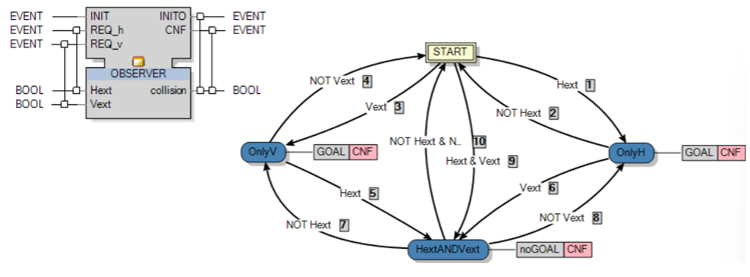 EVENT INIT INITO EVENT
EVENT REQ_h CNF EVENT
EVENT REQ_v
OBSERVER
BOOL Hext collision BOOL
BOOL Vext
START
NOT Vext 4
Hext 1
Vext 3
NOT Hext 2
NOT Hext & N... 10
OnlyV GOAL CNF
Hext & Vext 9
OnlyH GOAL CNF
Hext 5
Vext 6
NOT Hext 7
NOT Vext 8
HextANDVext noGOAL CNF